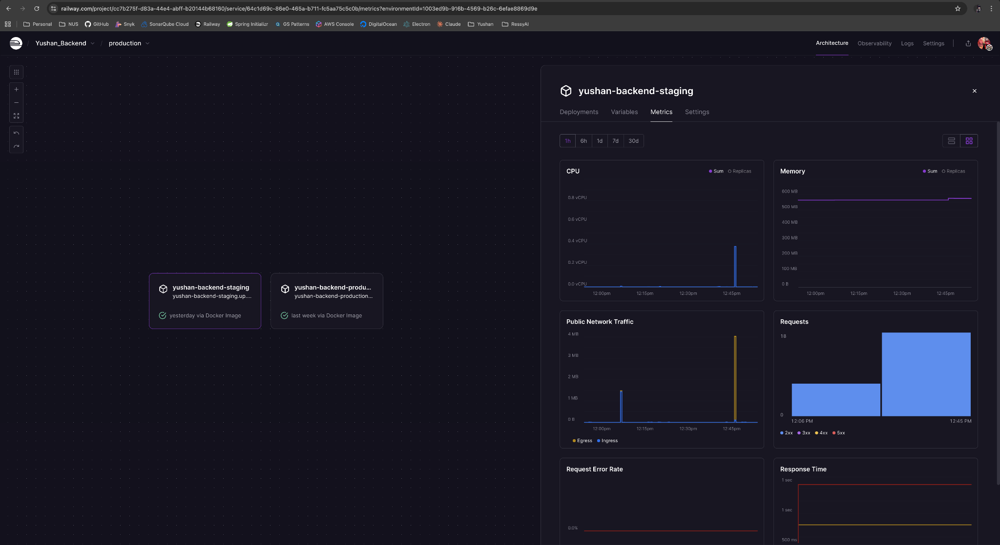 railway.com/project/cc7b275f-d83a-44e4-abff-b20144b68160/service/64c1d69c-86e0-465a-b711-fc5aa75c5c0b/metrics?environmentId=1003ed9b-916b-4569-b26c-6efae8869d9e
Personal NUS GitHub Snyk SonarQube Cloud Railway Spring Initializr GS Patterns AWS Console DigitalOcean Electron Claude Yushan RessyAI
/ Yushan_Backend / production
Architecture Observability Logs Settings
yushan-backend-staging
Deployments Variables Metrics Settings
1h 6h 1d 7d 30d
CPU
Sum Replicas
0.8 vCPU
0.6 vCPU
0.4 vCPU
0.2 vCPU
0.0 vCPU
12:00pm 12:15pm 12:30pm 12:45pm
Memory
Sum Replicas
600 MB
500 MB
400 MB
300 MB
200 MB
100 MB
0 B
12:00pm 12:15pm 12:30pm 12:45pm
yushan-backend-staging
yushan-backend-staging.up....
yesterday via Docker Image
yushan-backend-produ...
yushan-backend-production...
last week via Docker Image
Public Network Traffic
4 MB
3 MB
2 MB
1 MB
0 B
12:00pm 12:15pm 12:30pm 12:45pm
Egress Ingress
Requests
18
0
12:06 PM 12:45 PM
2xx 3xx 4xx 5xx
Request Error Rate
0.0%
Response Time
1 sec
1 sec
500 ms